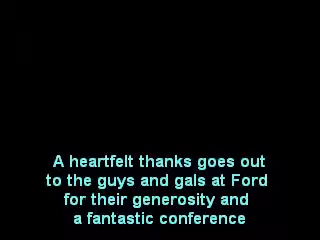 A heartfelt thanks goes out
to the guys and gals at Ford
for their generosity and
a fantastic conference